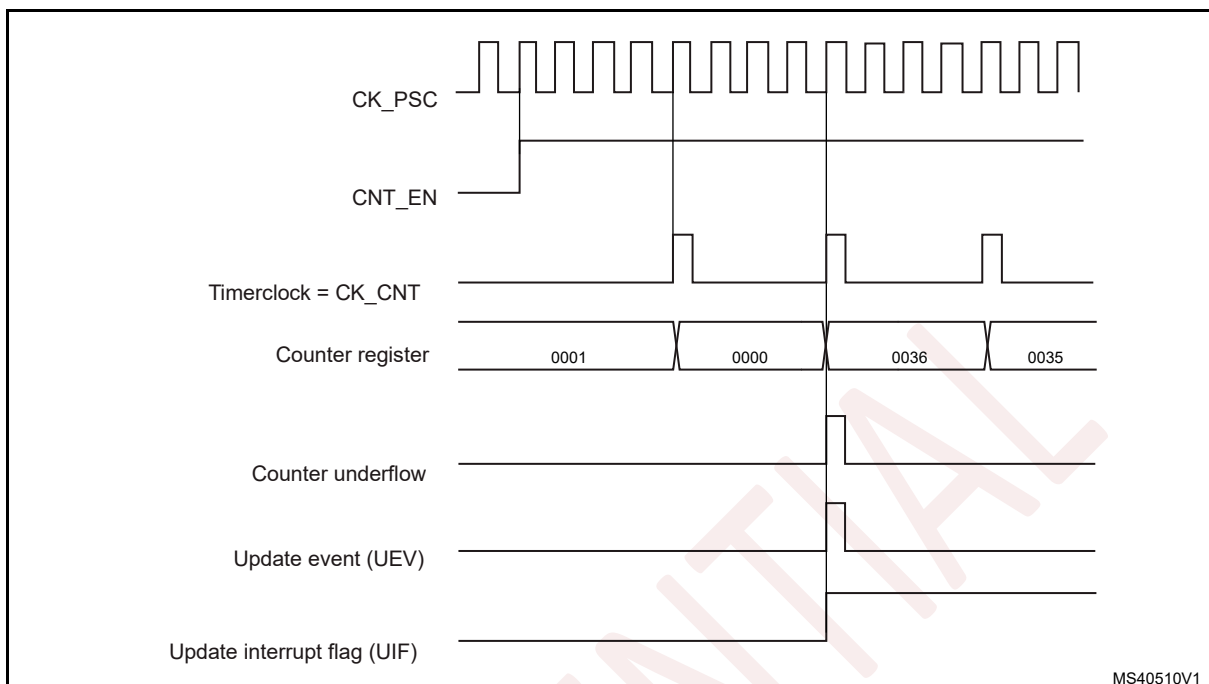 CK_PSC
CNT_EN
Timerclock = CK_CNT
Counter register
0001 0000 0036 0035
Counter underflow
Update event (UEV)
Update interrupt flag (UIF)
NTIAL
MS40510V1